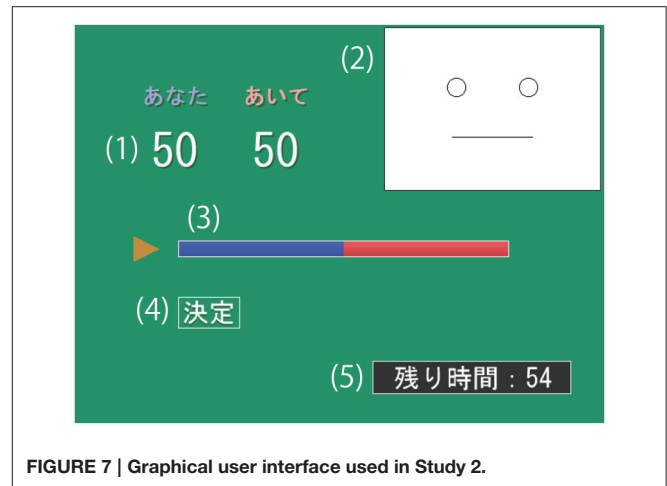 (2)
あなた あいて
(1) 50 50
(3)
(4) 決定
(5) 残り時間：54
FIGURE 7 | Graphical user interface used in Study 2.